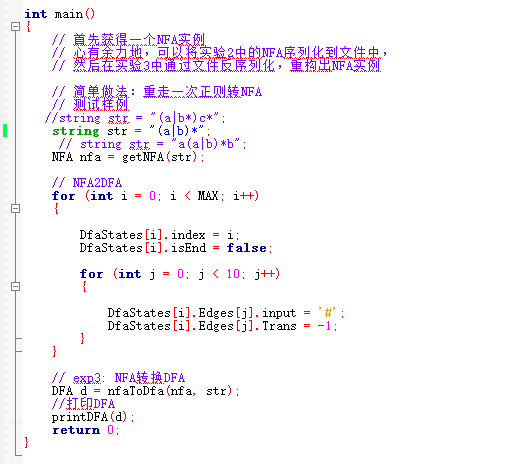 int main()
{
// 首先获得一个NFA实例
// 心有余力地，可以将实验2中的NFA序列化到文件中，
// 然后在实验3中通过文件反序列化，重构出NFA实例
// 简单做法：重走一次正则转NFA
// 测试样例
//string str = "(a|b*)c*";
string str = "(a|b)*";
// string str = "a(a|b)*b";
NFA nfa = getNFA(str);
// NFA2DFA
for (int i = 0; i < MAX; i++)
{
DfaStates[i].index = i;
DfaStates[i].isEnd = false;
for (int j = 0; j < 10; j++)
{
DfaStates[i].Edges[j].input = '#';
DfaStates[i].Edges[j].Trans = -1;
}
}
// exp3: NFA转换DFA
DFA d = nfaToDfa(nfa, str);
//打印DFA
printDFA(d);
return 0;
}